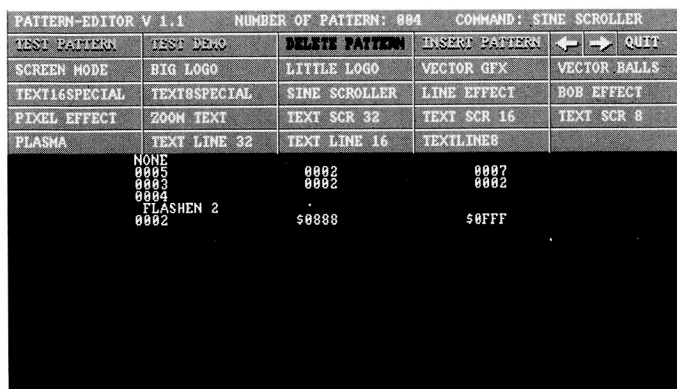 PATTERN-EDITOR V 1.1 NUMBER OF PATTERN: 004 COMMAND: SINE SCROLLER
TEST PATTERN TEST DEMO DELETE PATTERN INSERT PATTERN QUIT
SCREEN MODE BIG LOGO LITTLE LOGO VECTOR GFX VECTOR BALLS
TEXT16SPECIAL TEXT8SPECIAL SINE SCROLLER LINE EFFECT BOB EFFECT
PIXEL EFFECT ZOOM TEXT TEXT SCR 32 TEXT SCR 16 TEXT SCR 8
PLASMA TEXT LINE 32 TEXT LINE 16 TEXTLINE8
NONE
0005 0002 0007
0003 0002 0002
0004
FLASHEN 2
0002 $0888 $0FFF